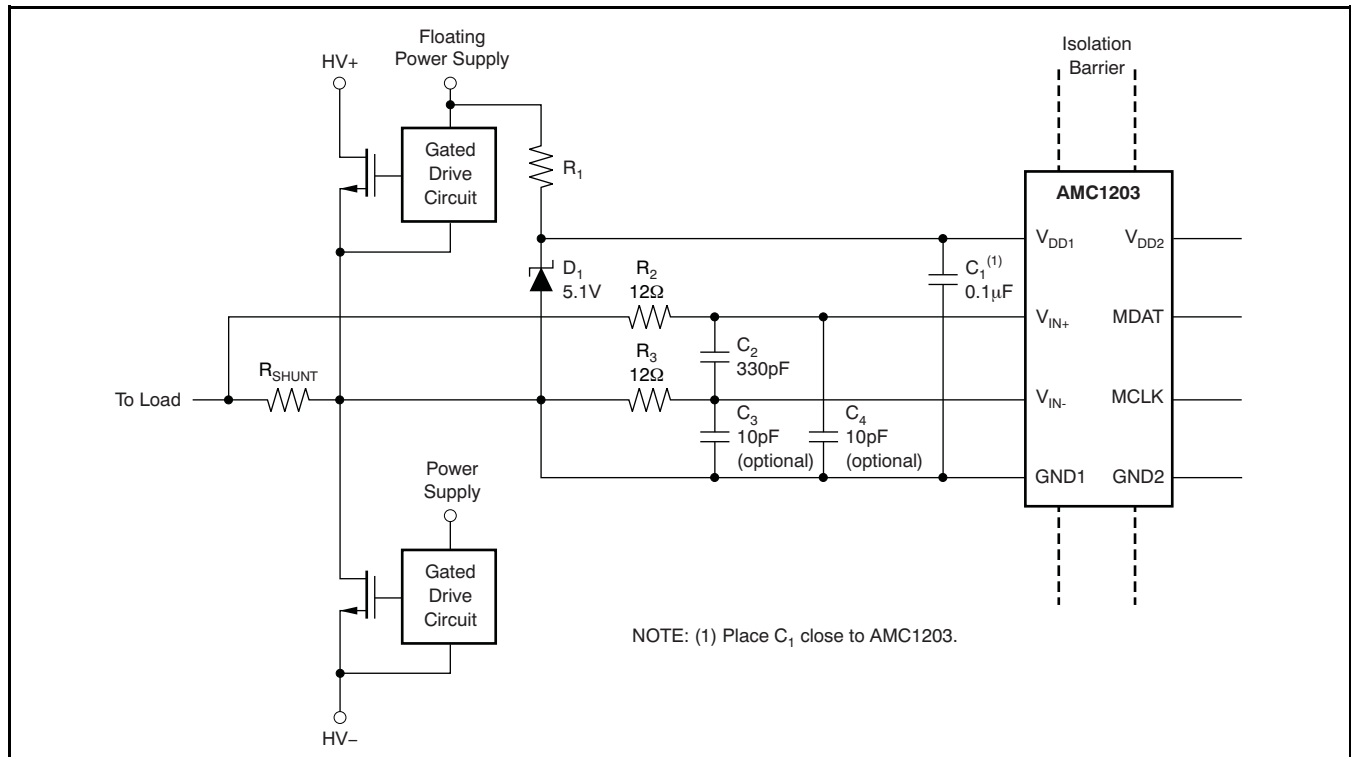 Floating
Power Supply
HV+
Isolation
Barrier
Gated
Drive
Circuit
R1
AMC1203
VDD1
VDD2
D1
5.1V
R2
12Ω
C1(1)
0.1μF
VIN+
MDAT
C2
330pF
R3
12Ω
RSHUNT
To Load
VIN-
MCLK
C3
10pF
(optional)
C4
10pF
(optional)
GND1
GND2
Power
Supply
Gated
Drive
Circuit
NOTE: (1) Place C1 close to AMC1203.
HV–